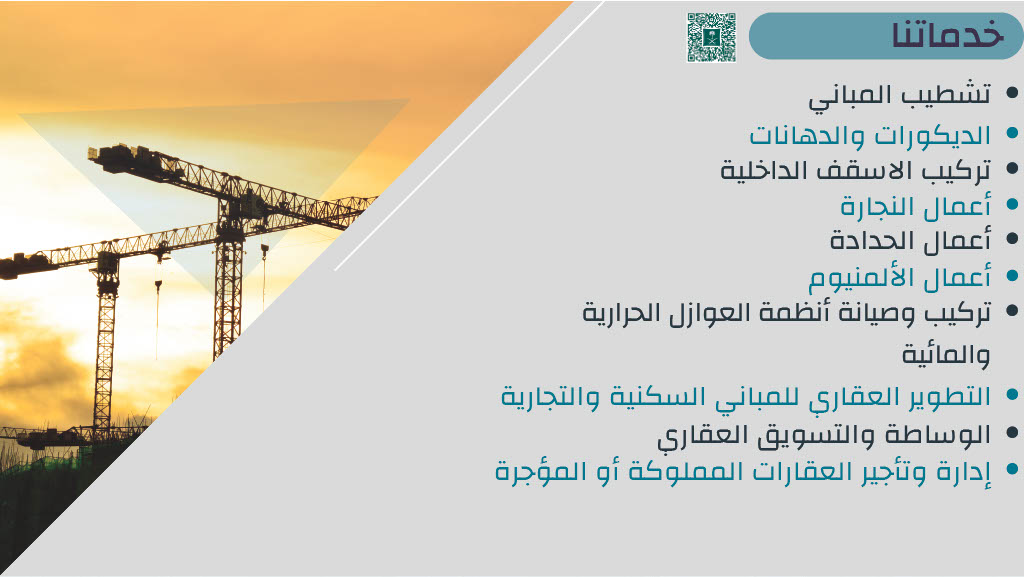 خدماتنا
تشطيب المباني
الديكورات والدهانات
تركيب الاسقف الداخلية
أعمال النجارة
أعمال الحدادة
أعمال الألمنيوم
تركيب وصيانة أنظمة العوازل الحرارية
والمائية
التطوير العقاري للمباني السكنية والتجارية
الوساطة والتسويق العقاري
إدارة وتأجير العقارات المملوكة أو المؤجرة